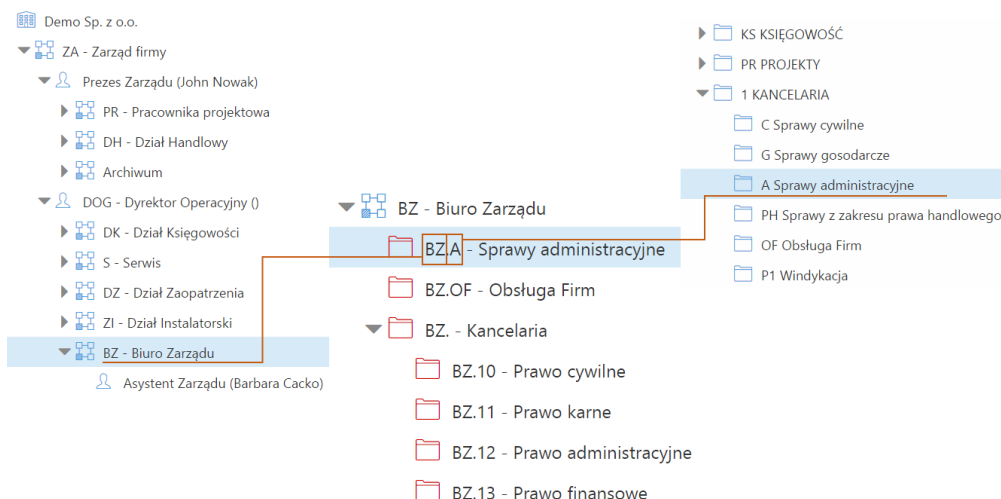 Demo Sp. z o.o.
ZA - Zarząd firmy
Prezes Zarządu (John Nowak)
PR - Pracownika projektowa
DH - Dział Handlowy
Archiwum
DOG - Dyrektor Operacyjny ()
DK - Dział Księgowości
S - Serwis
DZ - Dział Zaopatrzenia
ZI - Dział Instalatorski
BZ - Biuro Zarządu
Asystent Zarządu (Barbara Cacko)
BZ - Biuro Zarządu
BZ.A - Sprawy administracyjne
BZ.OF - Obsługa Firm
BZ. - Kancelaria
BZ.10 - Prawo cywilne
BZ.11 - Prawo karne
BZ.12 - Prawo administracyjne
BZ.13 - Prawo finansowe
KS KSIĘGOWOŚĆ
PR PROJEKTY
1 KANCELARIA
C Sprawy cywilne
G Sprawy gosodarcze
A Sprawy administracyjne
PH Sprawy z zakresu prawa handlowego
OF Obsługa Firm
P1 Windykacja